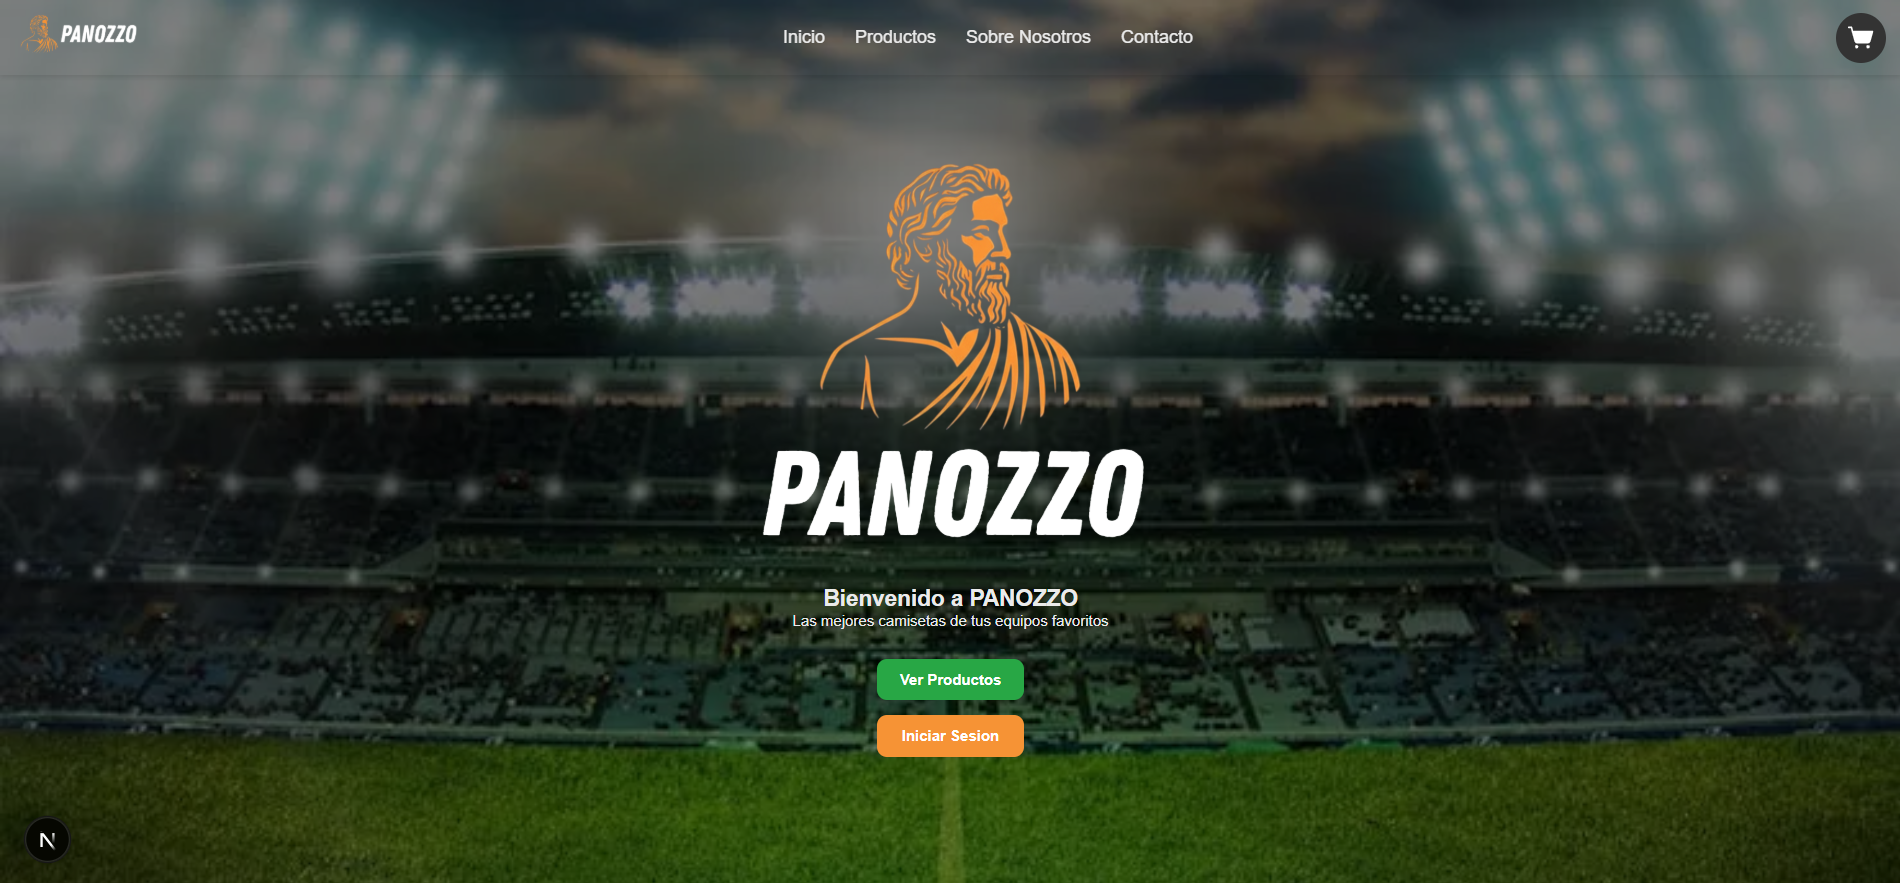 PANOZZO
Inicio Productos Sobre Nosotros Contacto
PANOZZO
Bienvenido a PANOZZO
Las mejores camisetas de tus equipos favoritos
Ver Productos
Iniciar Sesion
N